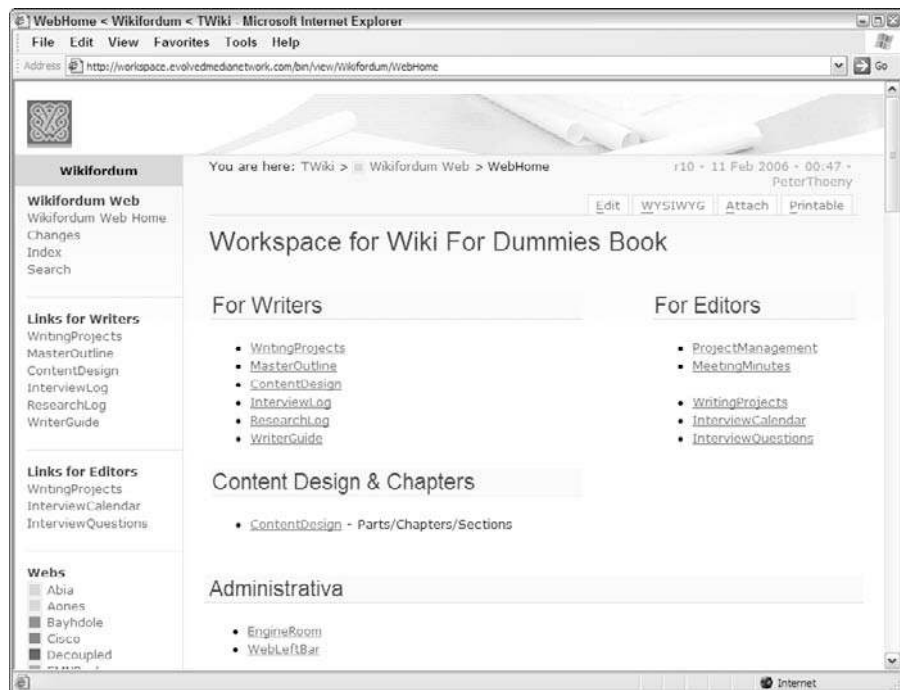 WebHome < Wikifordum < TWiki - Microsoft Internet Explorer
File Edit View Favorites Tools Help
Address http://workspace.evolvedmedianetwork.com/bin/view/Wikifordum/WebHome Go
Wikifordum
You are here: TWiki > Wikifordum Web > WebHome
r10 - 11 Feb 2006 - 00:47 -
PeterThoeny
Edit WYSIWYG Attach Printable
Wikifordum Web
Wikifordum Web Home
Changes
Index
Search
Links for Writers
WritingProjects
MasterOutline
ContentDesign
InterviewLog
ResearchLog
WriterGuide
Links for Editors
WritingProjects
InterviewCalendar
InterviewQuestions
Webs
Abia
Aones
Bayhdole
Cisco
Decoupled
Workspace for Wiki For Dummies Book
For Writers
WritingProjects
MasterOutline
ContentDesign
InterviewLog
ResearchLog
WriterGuide
For Editors
ProjectManagement
MeetingMinutes
WritingProjects
InterviewCalendar
InterviewQuestions
Content Design & Chapters
ContentDesign - Parts/Chapters/Sections
Administrativa
EngineRoom
WebLeftBar
Internet